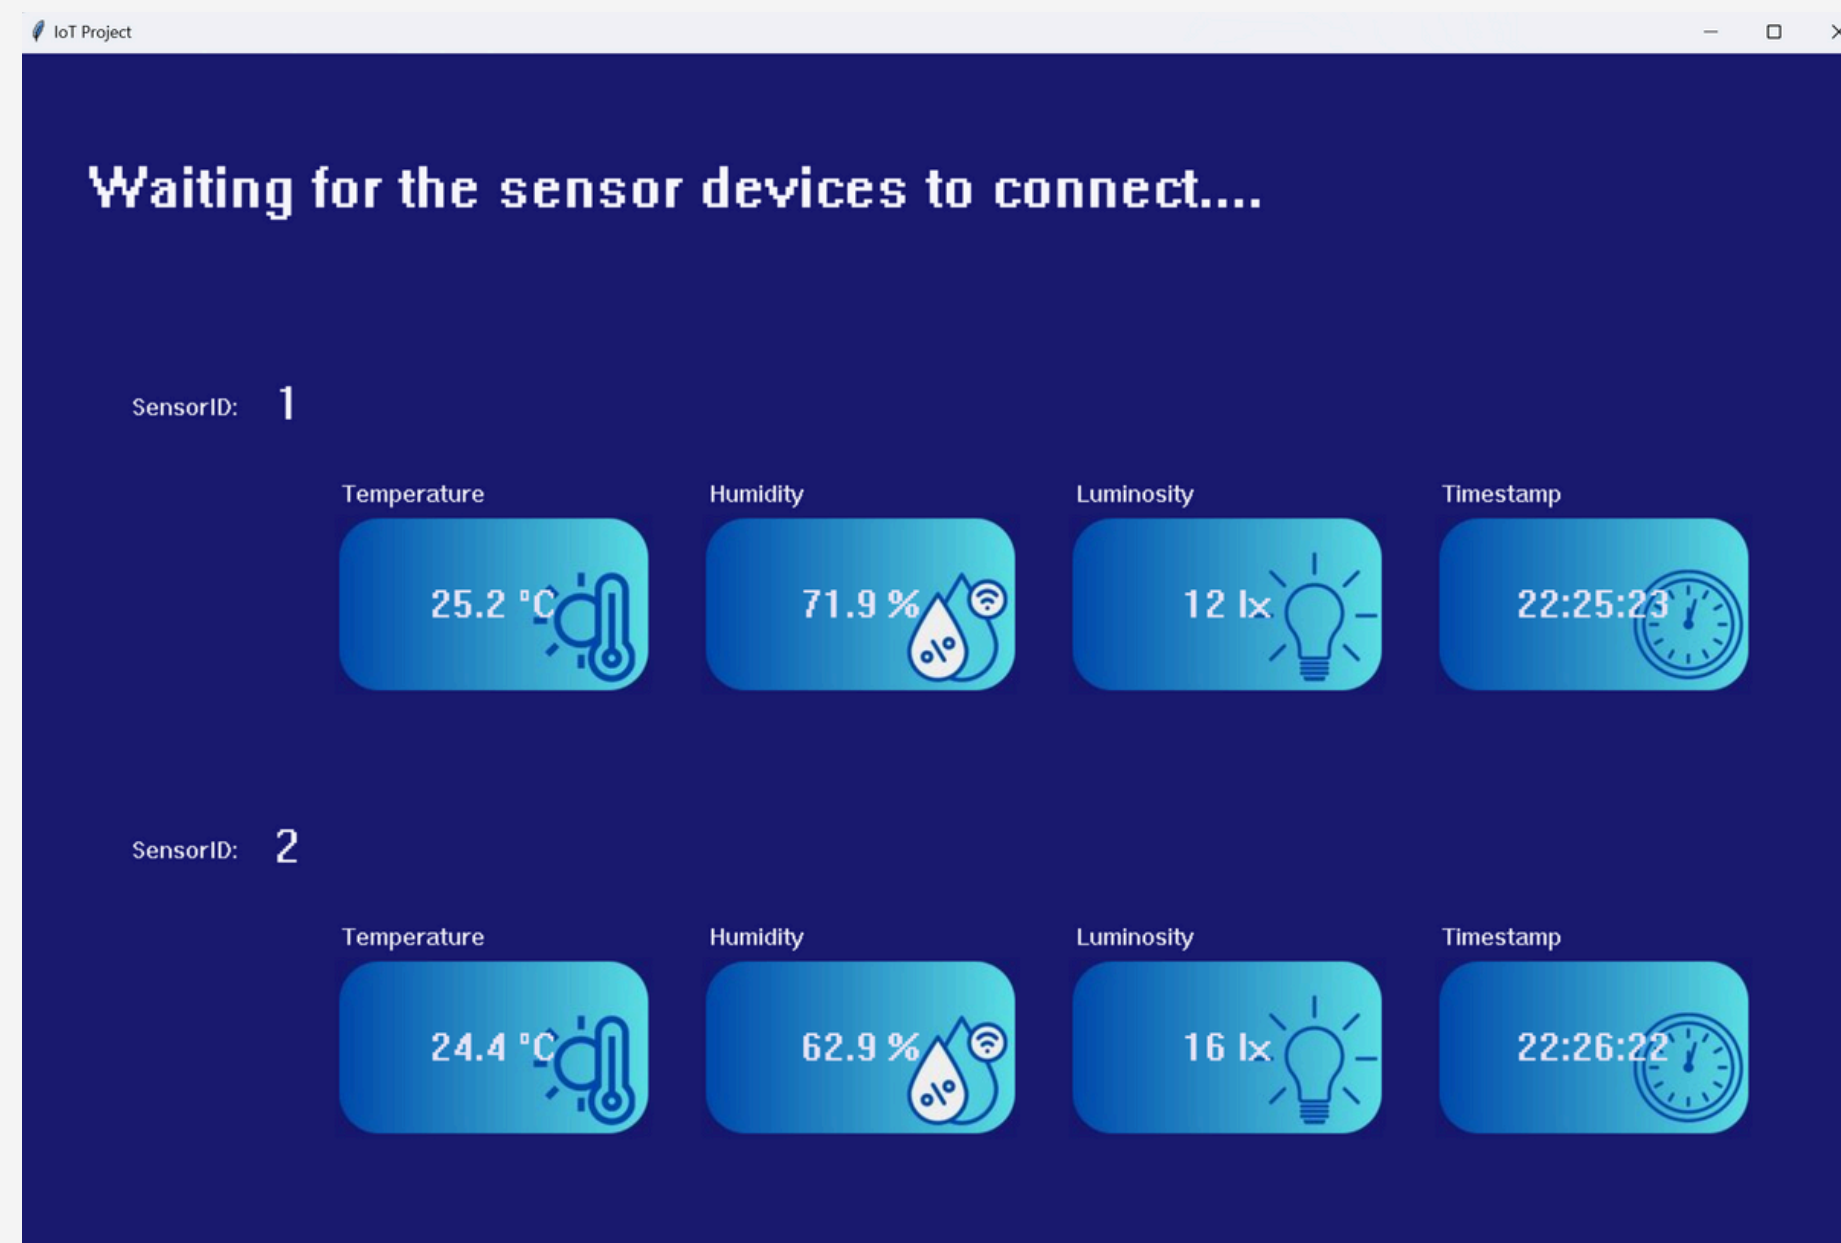 IoT Project
Waiting for the sensor devices to connect....
SensorID: 1
Temperature Humidity Luminosity Timestamp
25.2 °C 71.9 % 12 lx 22:25:23
SensorID: 2
Temperature Humidity Luminosity Timestamp
24.4 °C 62.9 % 16 lx 22:26:22